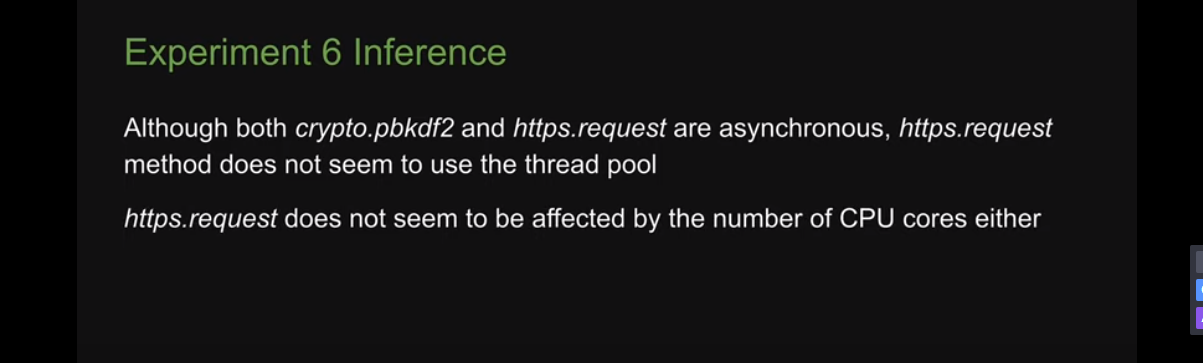 Experiment 6 Inference
Although both crypto.pbkdf2 and https.request are asynchronous, https.request
method does not seem to use the thread pool
https.request does not seem to be affected by the number of CPU cores either